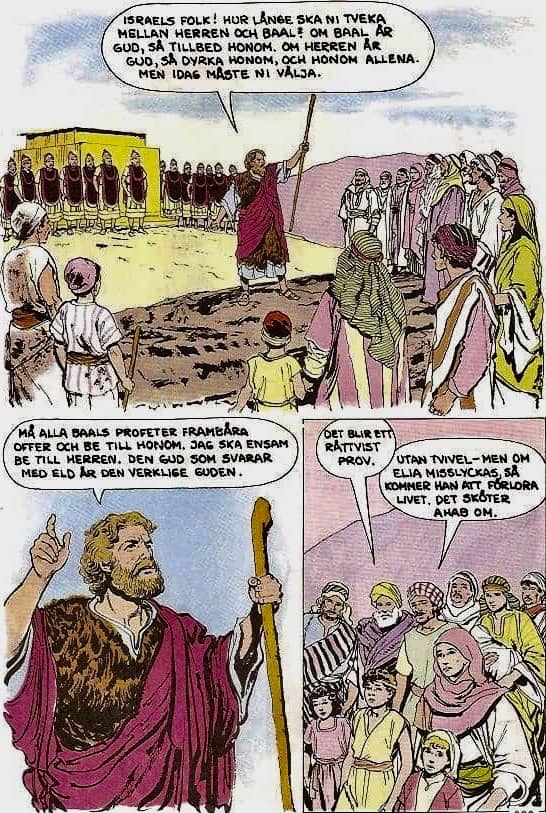 ISRAELS FOLK! HUR LÅNGE SKA NI TVEKA
MELLAN HERREN OCH BAAL? OM BAAL ÄR
GUD, SÅ TILLBED HONOM. OM HERREN ÄR
GUD, SÅ DYRKA HONOM, OCH HONOM ALLENA.
MEN IDAG MÅSTE NI VÄLJA.
MÅ ALLA BAALS PROFETER FRAMBÄRA
OFFER OCH BE TILL HONOM. JAG SKA ENSAM
BE TILL HERREN. DEN GUD SOM SVARAR
MED ELD ÄR DEN VERKLIGE GUDEN.
DET BLIR ETT
RÄTTVIST
PROV.
UTAN TVIVEL-MEN OM
ELIA MISSLYCKAS, SÅ
KOMMER HAN ATT FÖRLORA
LIVET. DET SKÖTER
AHAB OM.